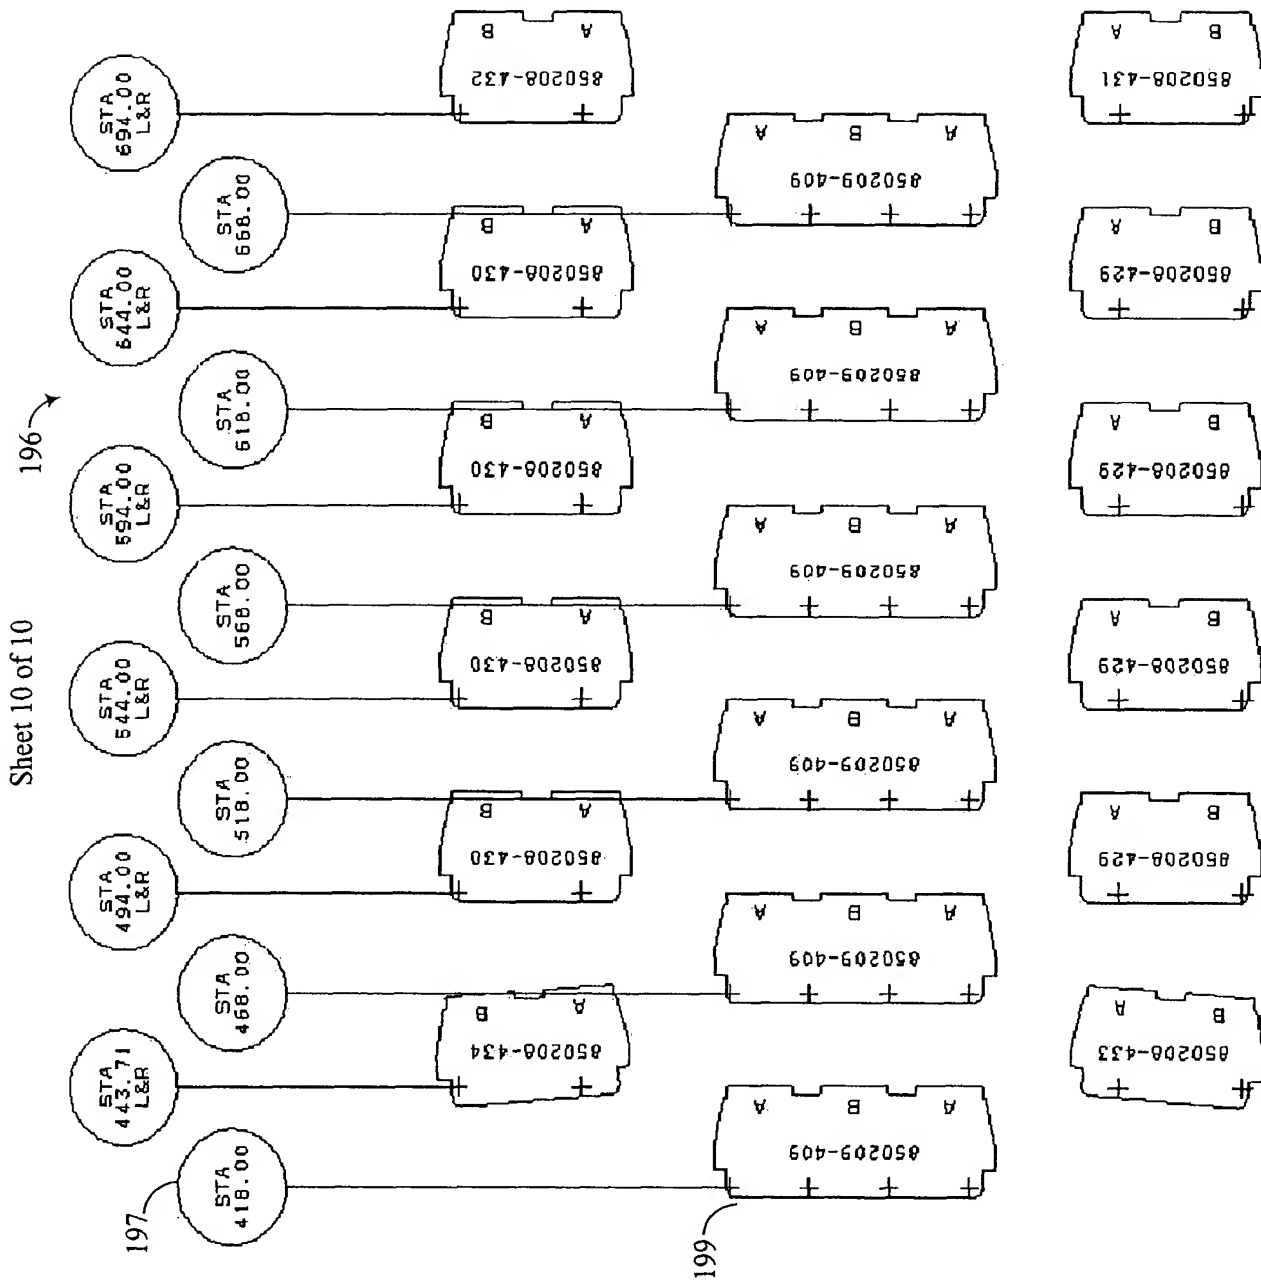 Sheet 10 of 10
196
STA
443.71
L&R
STA
494.00
L&R
STA
544.00
L&R
STA
594.00
L&R
STA
644.00
L&R
STA
694.00
L&R
197
STA
418.00
STA
468.00
STA
518.00
STA
568.00
STA
618.00
STA
668.00
850208-434
B
A
850208-430
B
A
850208-430
B
A
850208-430
B
A
850208-430
B
A
850208-432
B
A
199
850209-409
A
B
A
850209-409
A
B
A
850209-409
A
B
A
850209-409
A
B
A
850209-409
A
B
A
850209-409
A
B
A
850208-433
A
B
850208-429
A
B
850208-429
A
B
850208-429
A
B
850208-429
A
B
850208-431
A
B